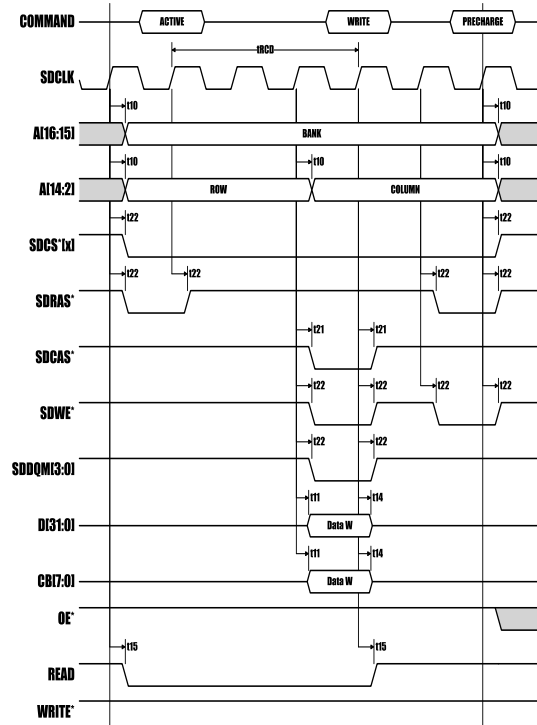 COMMAND ACTIVE WRITE PRECHARGE
tRCD
SDCLK
t10 t10
A[16:15] BANK
t10 t10 t10
A[14:2] ROW COLUMN
t22 t22
SDCS*[x]
t22 t22 t22 t22
SDRAS*
t21 t21
SDCAS*
t22 t22 t22 t22
SDWE*
t22 t22
SDDQM[3:0]
t11 t14
D[31:0] Data W
t11 t14
CB[7:0] Data W
OE*
t15 t15
READ
WRITE*